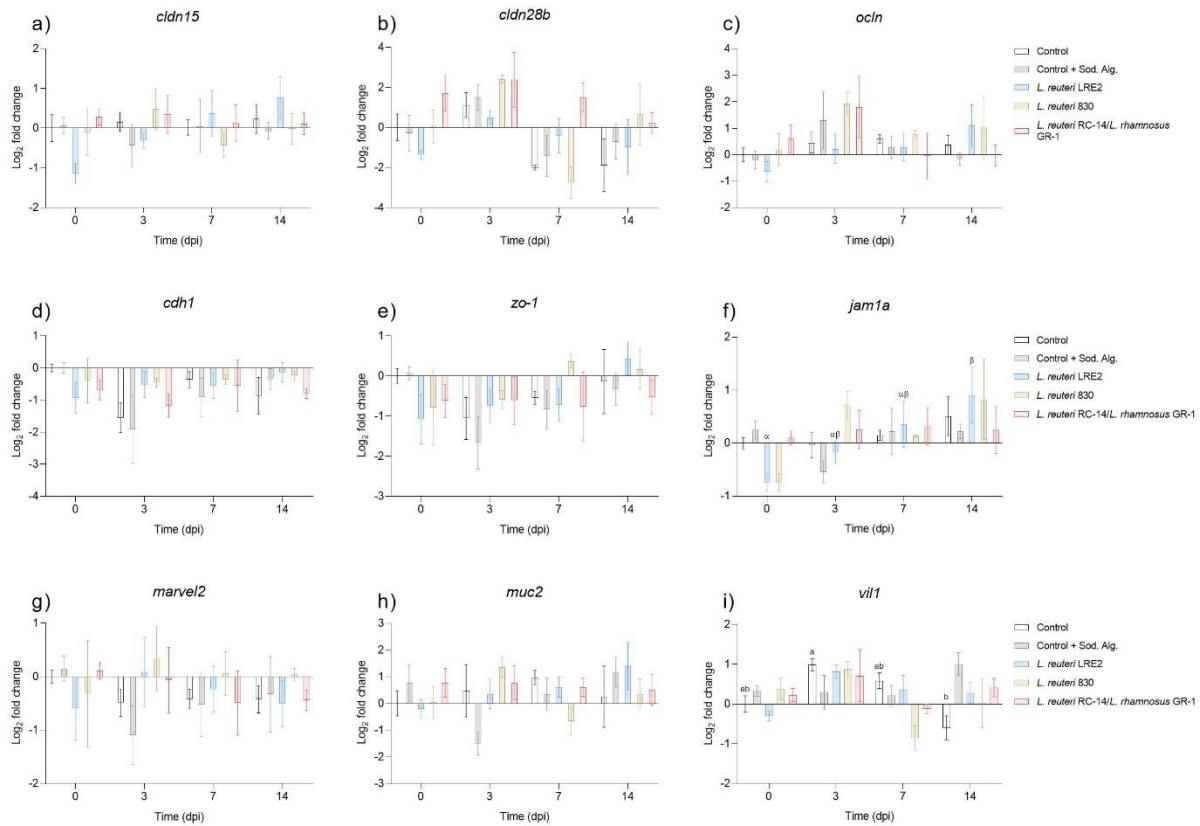 a) cldn15
2
1
0
-1
-2
Log2 fold change
0 3 7 14
Time (dpi)
b) cldn28b
4
2
0
-2
-4
Log2 fold change
0 3 7 14
Time (dpi)
c) ocln
4
3
2
1
0
-1
-2
Log2 fold change
0 3 7 14
Time (dpi)
Control
Control + Sod. Alg.
L. reuteri LRE2
L. reuteri 830
L. reuteri RC-14/L. rhamnosus
GR-1
d) cdh1
1
0
-1
-2
-3
-4
Log2 fold change
0 3 7 14
Time (dpi)
e) zo-1
1
0
-1
-2
-3
Log2 fold change
0 3 7 14
Time (dpi)
f) jam1a
2
1
0
-1
Log2 fold change
α αβ αβ β
0 3 7 14
Time (dpi)
Control
Control + Sod. Alg.
L. reuteri LRE2
L. reuteri 830
L. reuteri RC-14/L. rhamnosus GR-1
g) marvel2
1
0
-1
-2
Log2 fold change
0 3 7 14
Time (dpi)
h) muc2
3
2
1
0
-1
-2
-3
Log2 fold change
0 3 7 14
Time (dpi)
i) vil1
2
1
0
-1
-2
Log2 fold change
ab a ab b
0 3 7 14
Time (dpi)
Control
Control + Sod. Alg.
L. reuteri LRE2
L. reuteri 830
L. reuteri RC-14/L. rhamnosus GR-1